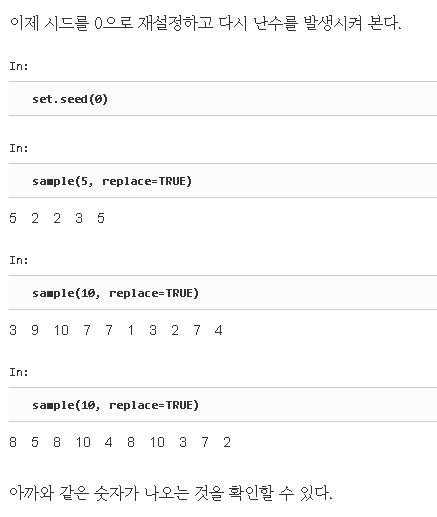 이제 시드를 0으로 재설정하고 다시 난수를 발생시켜 본다.
In:
set.seed(0)
In:
sample(5, replace=TRUE)
5 2 2 3 5
In:
sample(10, replace=TRUE)
3 9 10 7 7 1 3 2 7 4
In:
sample(10, replace=TRUE)
8 5 8 10 4 8 10 3 7 2
아까와 같은 숫자가 나오는 것을 확인할 수 있다.